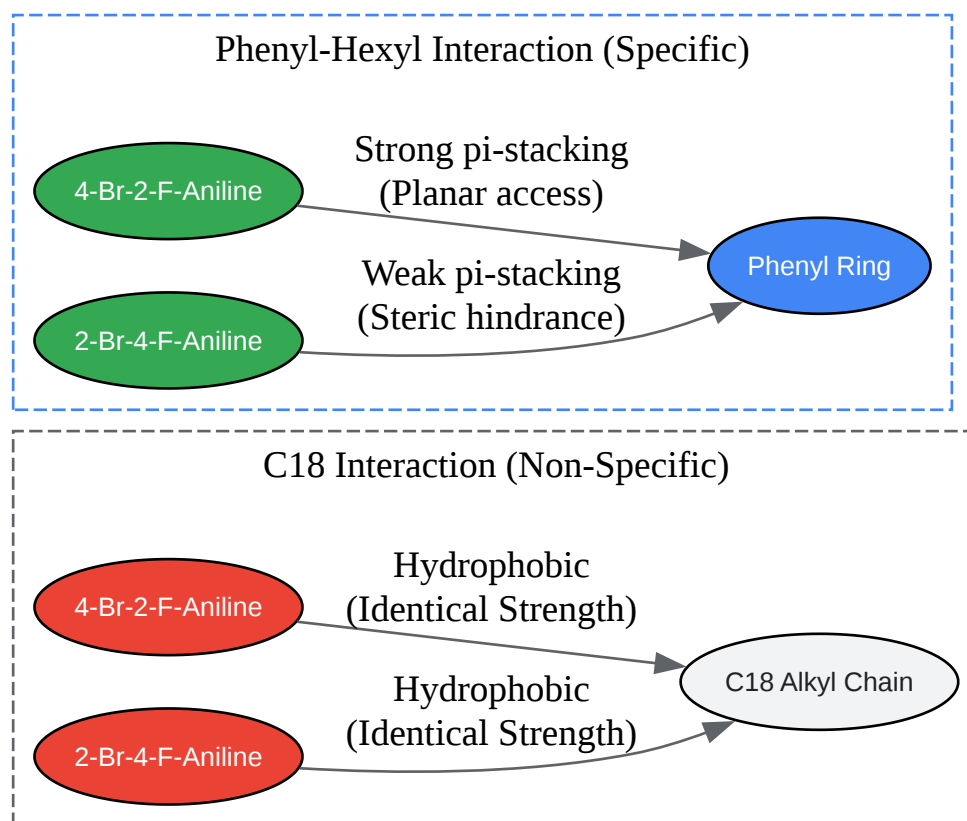 Phenyl-Hexyl Interaction (Specific)
4-Br-2-F-Aniline
Strong pi-stacking
(Planar access)
Phenyl Ring
Weak pi-stacking
(Steric hindrance)
2-Br-4-F-Aniline
C18 Interaction (Non-Specific)
4-Br-2-F-Aniline
Hydrophobic
(Identical Strength)
C18 Alkyl Chain
Hydrophobic
(Identical Strength)
2-Br-4-F-Aniline